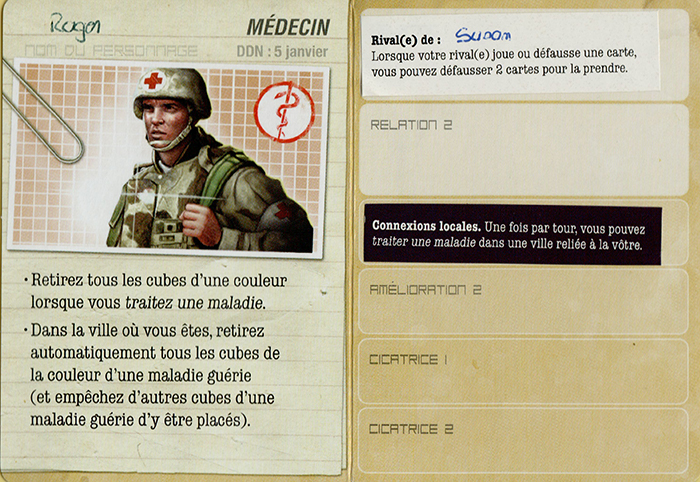 Roger
MÉDECIN
NOM DU PERSONNAGE
DDN : 5 janvier
· Retirez tous les cubes d'une couleur
lorsque vous traitez une maladie.
· Dans la ville où vous êtes, retirez
automatiquement tous les cubes de
la couleur d'une maladie guérie
(et empêchez d'autres cubes d'une
maladie guérie d'y être placés).
Rival(e) de : Susan
Lorsque votre rival(e) joue ou défausse une carte,
vous pouvez défausser 2 cartes pour la prendre.
RELATION 2
Connexions locales. Une fois par tour, vous pouvez
traiter une maladie dans une ville reliée à la vôtre.
AMÉLIORATION 2
CICATRICE 1
CICATRICE 2